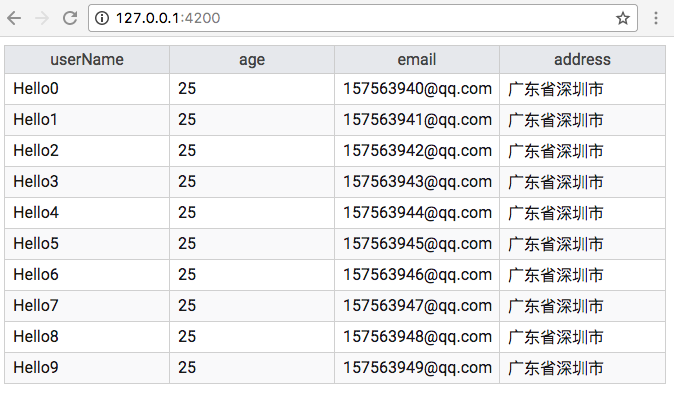 127.0.0.1:4200
userName age email address
Hello0 25 157563940@qq.com 广东省深圳市
Hello1 25 157563941@qq.com 广东省深圳市
Hello2 25 157563942@qq.com 广东省深圳市
Hello3 25 157563943@qq.com 广东省深圳市
Hello4 25 157563944@qq.com 广东省深圳市
Hello5 25 157563945@qq.com 广东省深圳市
Hello6 25 157563946@qq.com 广东省深圳市
Hello7 25 157563947@qq.com 广东省深圳市
Hello8 25 157563948@qq.com 广东省深圳市
Hello9 25 157563949@qq.com 广东省深圳市